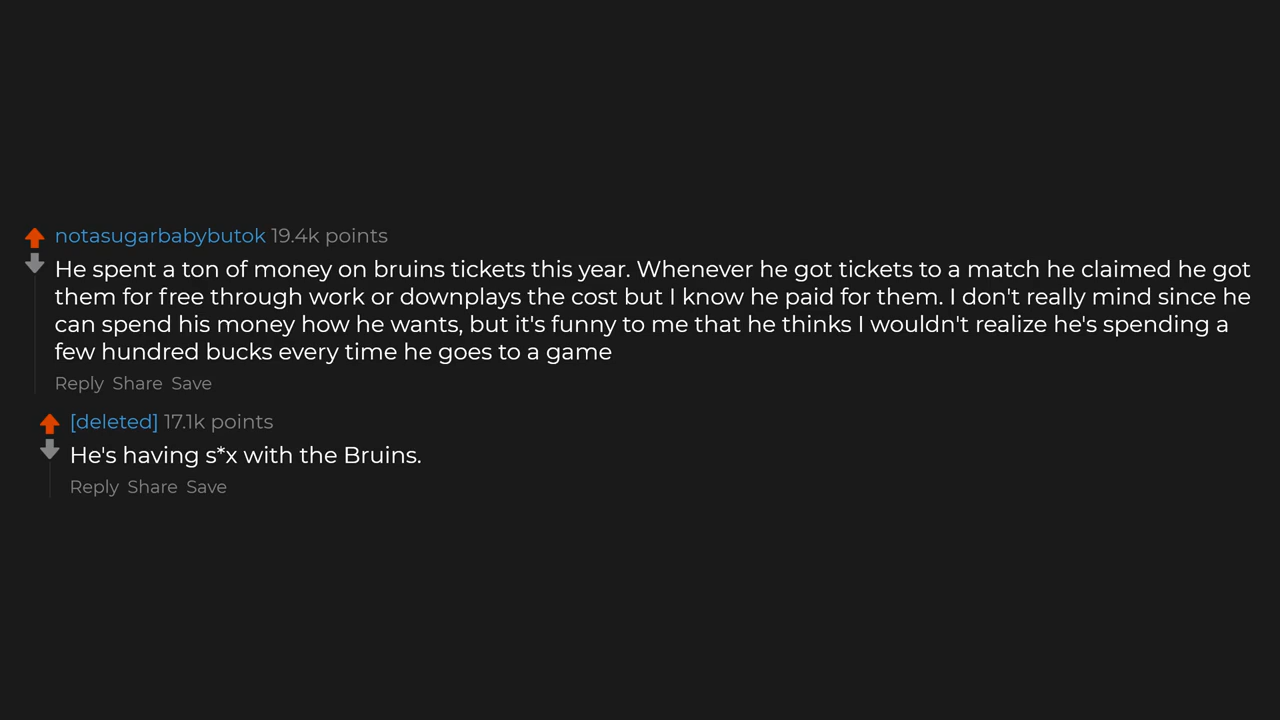 notasugarbabybutok 19.4k points
He spent a ton of money on bruins tickets this year. Whenever he got tickets to a match he claimed he got
them for free through work or downplays the cost but I know he paid for them. I don't really mind since he
can spend his money how he wants, but it's funny to me that he thinks I wouldn't realize he's spending a
few hundred bucks every time he goes to a game
Reply Share Save
[deleted] 17.1k points
He's having s*x with the Bruins.
Reply Share Save